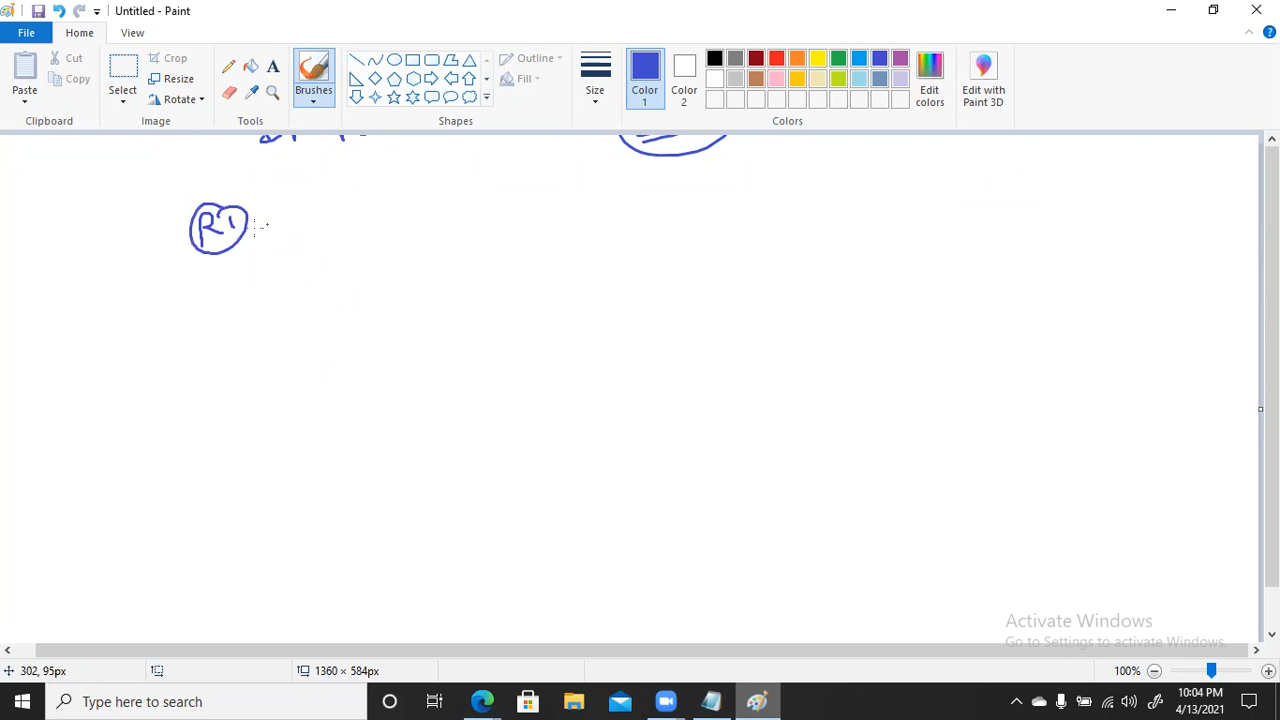 Untitled - Paint
File
Home
View
Paste
Cut
Copy
Clipboard
Select
Crop
Resize
Rotate
Image
A
Tools
Brushes
Shapes
Outline
Fill
Size
Color 1
Color 2
Edit colors
Colors
Edit with Paint 3D
R1
Activate Windows
Go to Settings to activate Windows.
302, 95px
1360 × 584px
100%
Type here to search
10:04 PM
4/13/2021